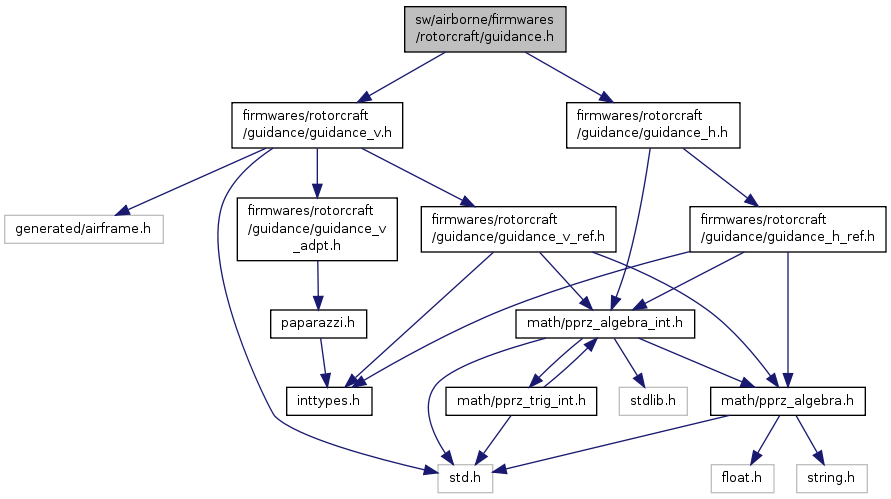 sw/airborne/firmwares
/rotorcraft/guidance.h
firmwares/rotorcraft
/guidance/guidance_v.h
firmwares/rotorcraft
/guidance/guidance_h.h
generated/airframe.h
firmwares/rotorcraft
/guidance/guidance_v
_adpt.h
firmwares/rotorcraft
/guidance/guidance_v_ref.h
firmwares/rotorcraft
/guidance/guidance_h_ref.h
paparazzi.h
math/pprz_algebra_int.h
inttypes.h
math/pprz_trig_int.h
stdlib.h
math/pprz_algebra.h
std.h
float.h
string.h